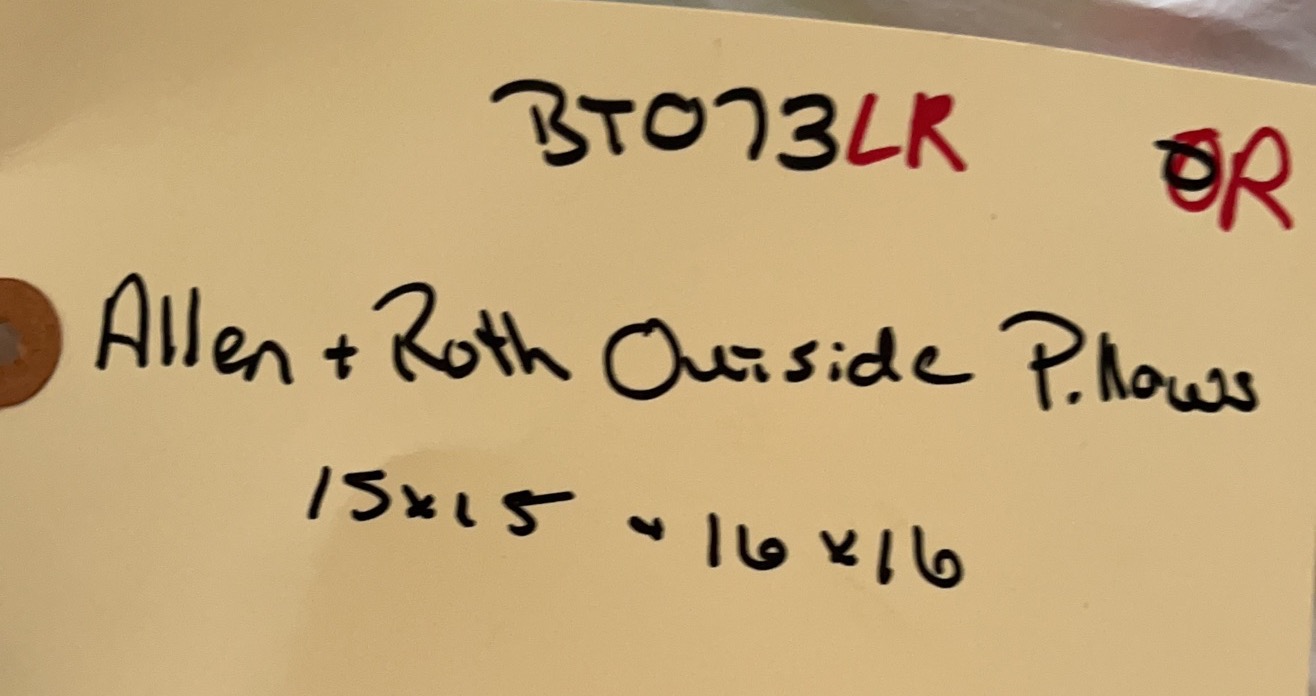 BT073LR OR
Allen + Roth Outside Pillows
15x15 + 16x16